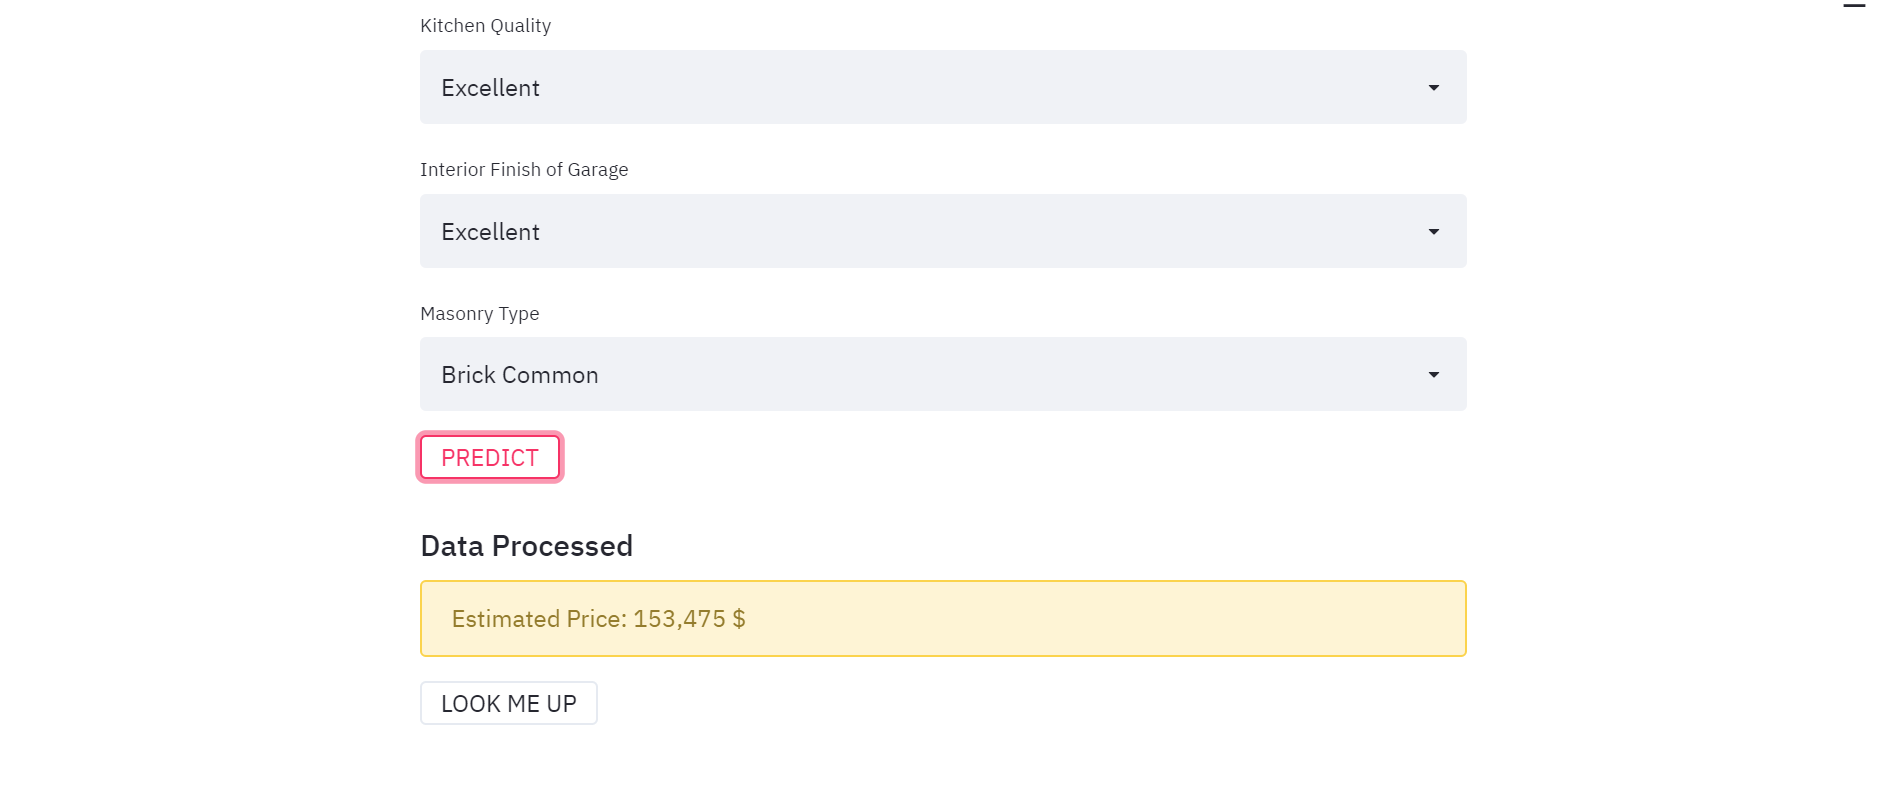 Kitchen Quality
Excellent
Interior Finish of Garage
Excellent
Masonry Type
Brick Common
PREDICT
Data Processed
Estimated Price: 153,475 $
LOOK ME UP